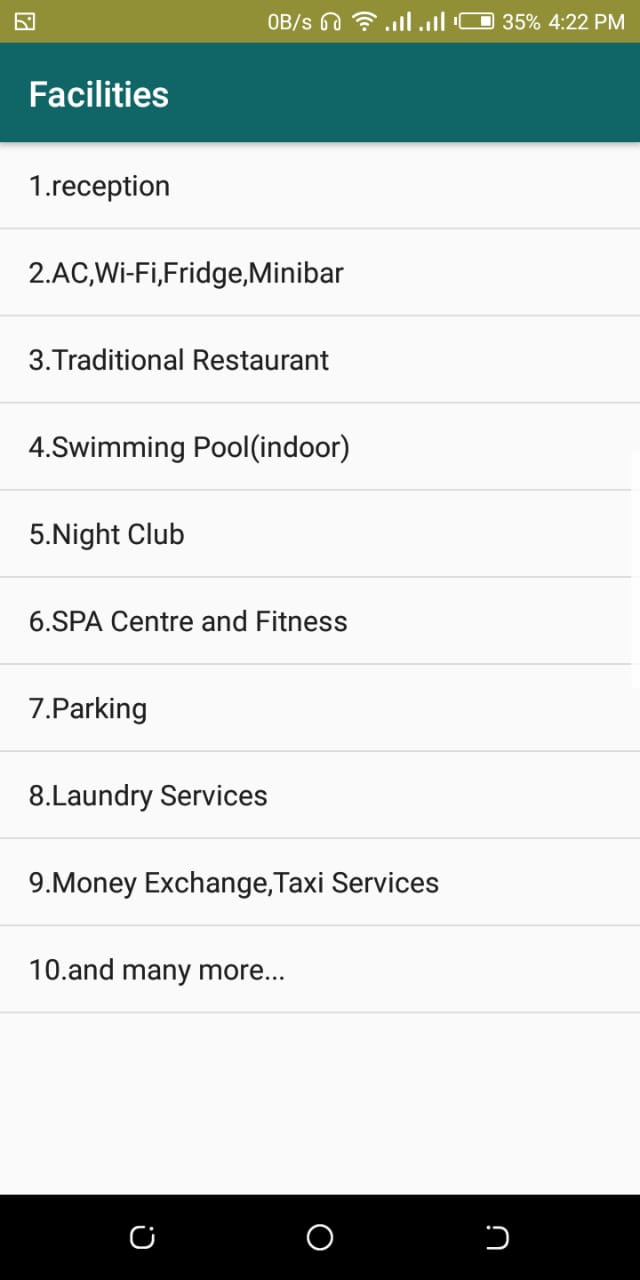 0B/s 35% 4:22 PM
Facilities
1.reception
2.AC,Wi-Fi,Fridge,Minibar
3.Traditional Restaurant
4.Swimming Pool(indoor)
5.Night Club
6.SPA Centre and Fitness
7.Parking
8.Laundry Services
9.Money Exchange,Taxi Services
10.and many more...